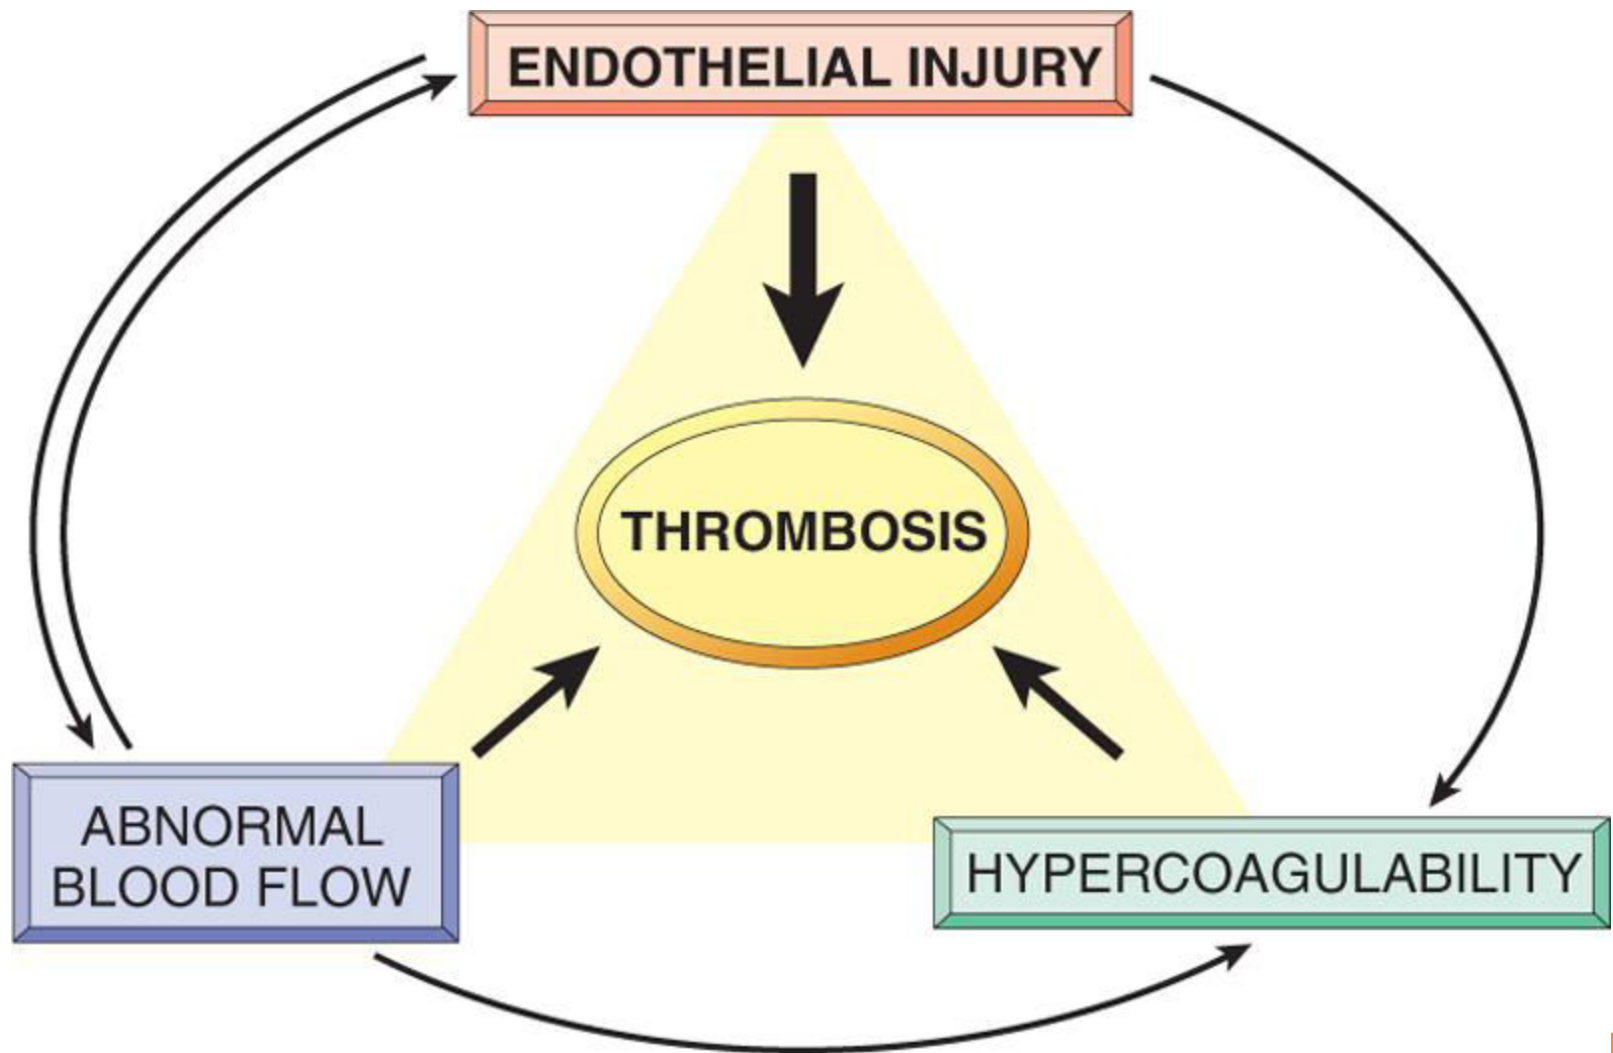 ENDOTHELIAL INJURY
THROMBOSIS
ABNORMAL
BLOOD FLOW
HYPERCOAGULABILITY